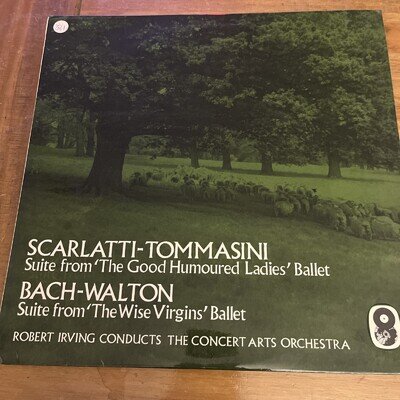 SCARLATTI-TOMMASINI
Suite from 'The Good Humoured Ladies' Ballet
BACH-WALTON
Suite from 'The Wise Virgins' Ballet
ROBERT IRVING CONDUCTS THE CONCERT ARTS ORCHESTRA